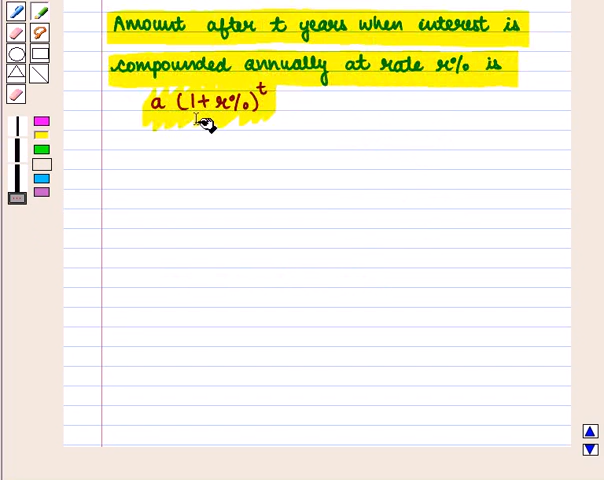 Amount after t years when interest is
compounded annually at rate r% is
a (1+r%)^t